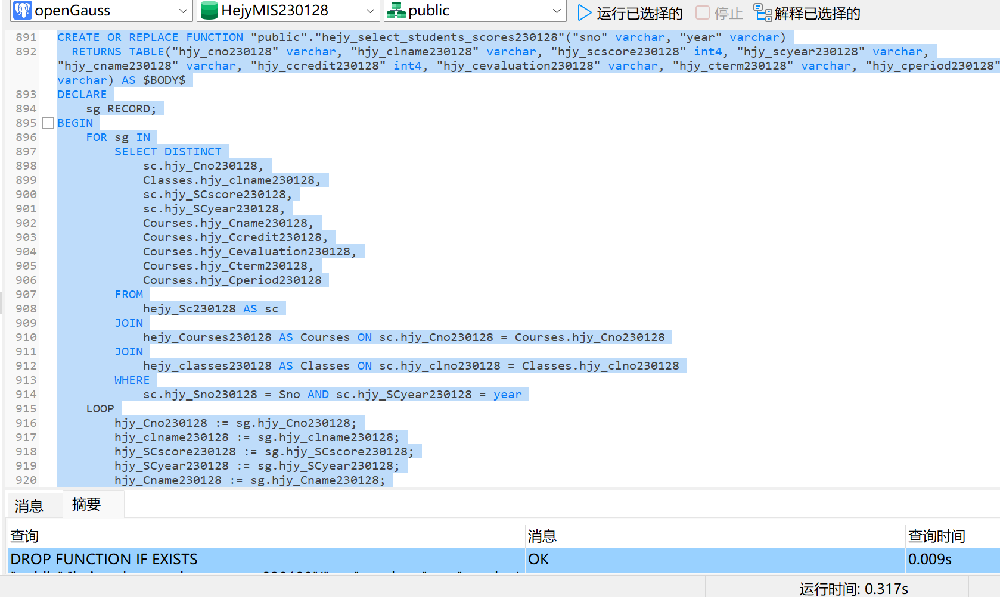 openGauss HejyMIS230128 public 运行已选择的 停止 解释已选择的
891 CREATE OR REPLACE FUNCTION "public"."hejy_select_students_scores230128"("sno" varchar, "year" varchar)
892 RETURNS TABLE("hjy_cno230128" varchar, "hjy_clname230128" varchar, "hjy_scscore230128" int4, "hjy_scyear230128" varchar,
"hjy_cname230128" varchar, "hjy_ccredit230128" int4, "hjy_cevaluation230128" varchar, "hjy_cterm230128" varchar, "hjy_cperiod230128"
varchar) AS $BODY$
893 DECLARE
894 sg RECORD;
895 BEGIN
896 FOR sg IN
897 SELECT DISTINCT
898 sc.hjy_Cno230128,
899 Classes.hjy_clname230128,
900 sc.hjy_SCscore230128,
901 sc.hjy_SCyear230128,
902 Courses.hjy_Cname230128,
903 Courses.hjy_Ccredit230128,
904 Courses.hjy_Cevaluation230128,
905 Courses.hjy_Cterm230128,
906 Courses.hjy_Cperiod230128
907 FROM
908 hejy_Sc230128 AS sc
909 JOIN
910 hejy_Courses230128 AS Courses ON sc.hjy_Cno230128 = Courses.hjy_Cno230128
911 JOIN
912 hejy_classes230128 AS Classes ON sc.hjy_clno230128 = Classes.hjy_clno230128
913 WHERE
914 sc.hjy_Sno230128 = Sno AND sc.hjy_SCyear230128 = year
915 LOOP
916 hjy_Cno230128 := sg.hjy_Cno230128;
917 hjy_clname230128 := sg.hjy_clname230128;
918 hjy_SCscore230128 := sg.hjy_SCscore230128;
919 hjy_SCyear230128 := sg.hjy_SCyear230128;
920 hjy_Cname230128 := sg.hjy_Cname230128;
消息 摘要
查询 消息 查询时间
DROP FUNCTION IF EXISTS OK 0.009s
运行时间: 0.317s